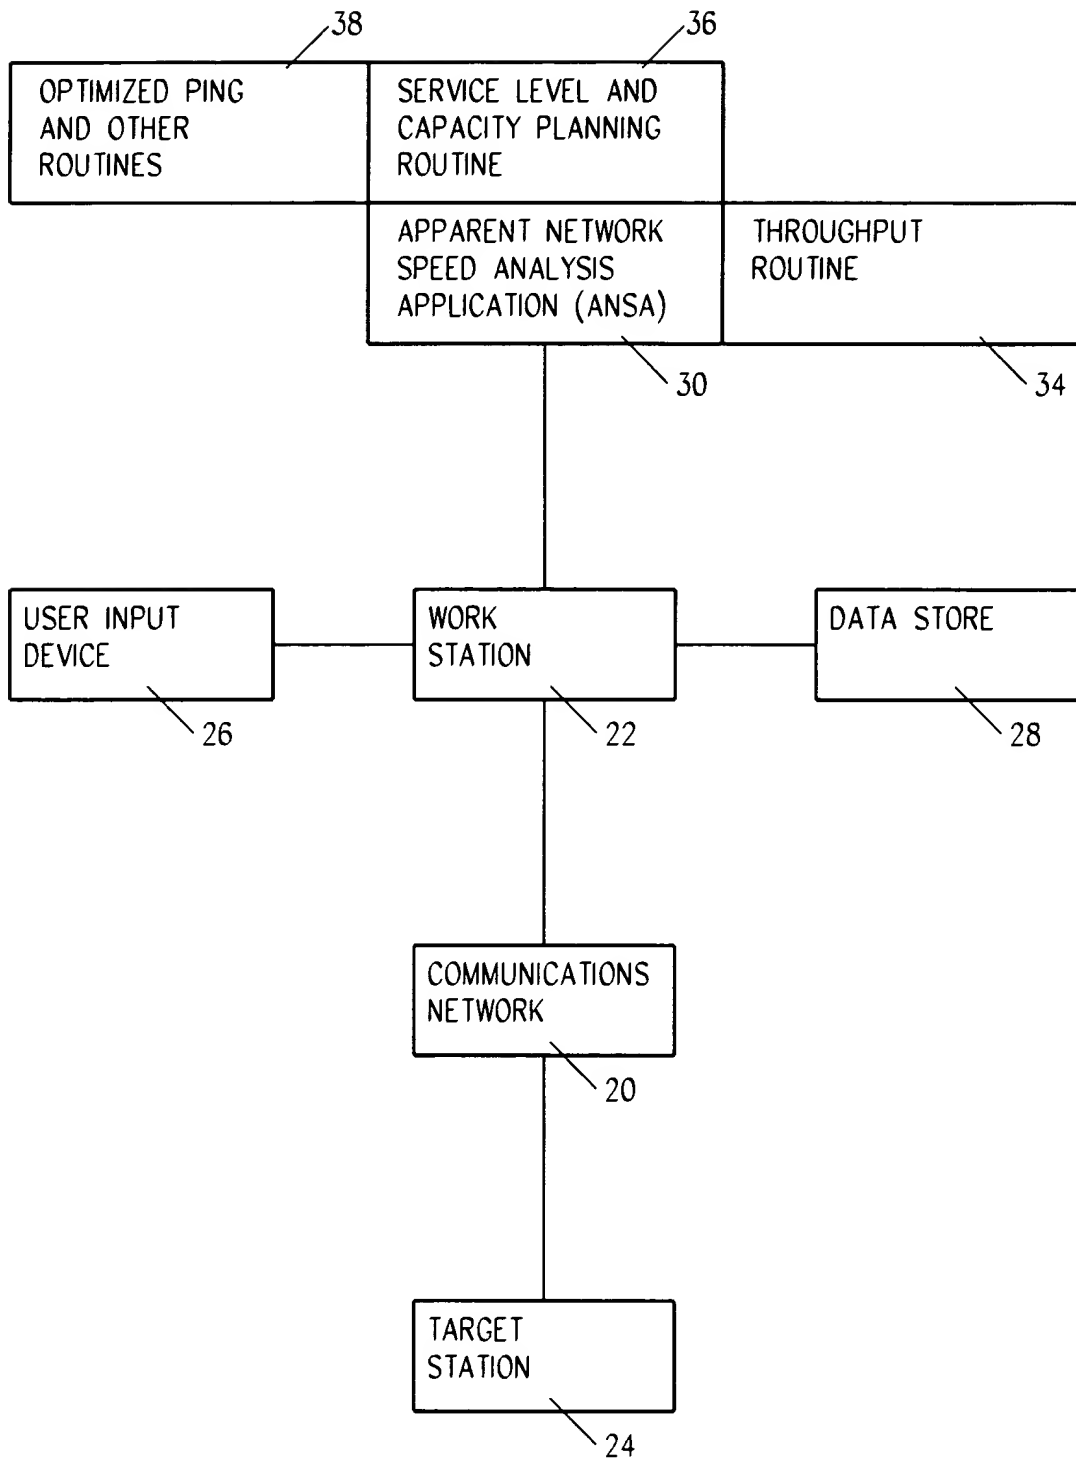 38
36
OPTIMIZED PING
AND OTHER
ROUTINES
SERVICE LEVEL AND
CAPACITY PLANNING
ROUTINE
APPARENT NETWORK
SPEED ANALYSIS
APPLICATION (ANSA)
THROUGHPUT
ROUTINE
30
34
USER INPUT
DEVICE
WORK
STATION
DATA STORE
26
22
28
COMMUNICATIONS
NETWORK
20
TARGET
STATION
24